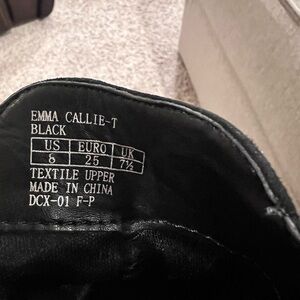 EMMA CALLIE-T
BLACK
US EURO UK
8 25 7½
TEXTILE UPPER
MADE IN CHINA
DCX-01 F-P